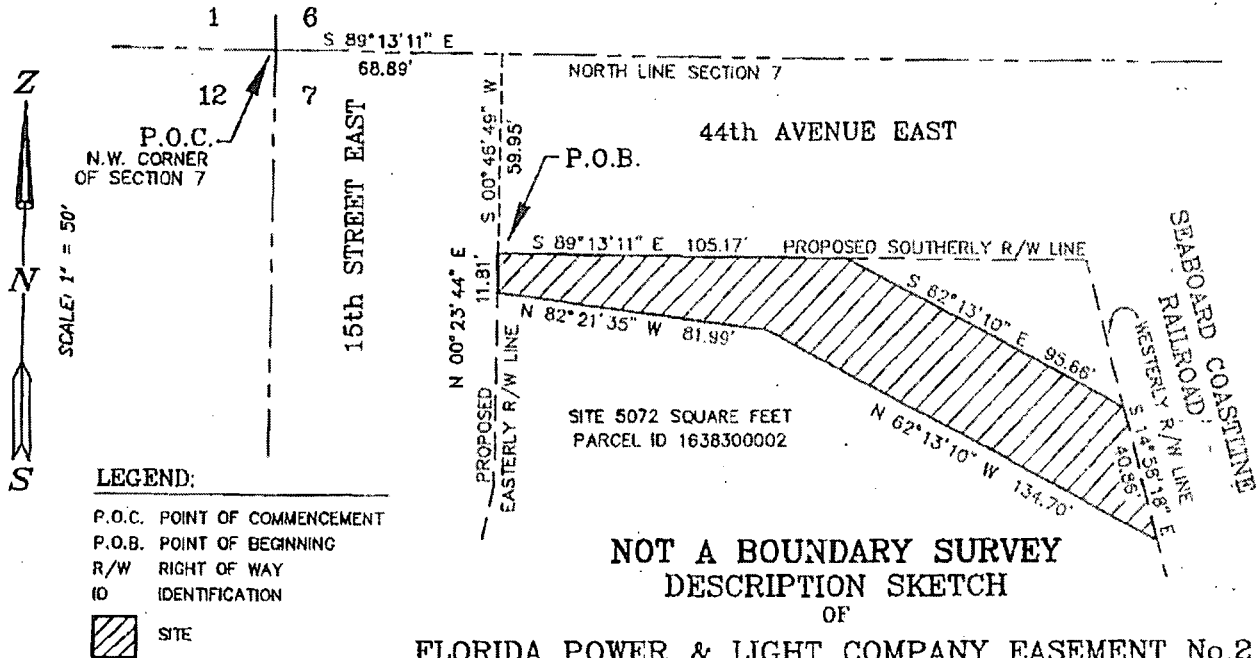 1 6
S 89°13'11" E
68.89'
NORTH LINE SECTION 7
12 7
Z
P.O.C.
N.W. CORNER
OF SECTION 7
15th STREET EAST
S 00°46'49" W
59.95'
44th AVENUE EAST
P.O.B.
SCALE: 1" = 50'
N
S
N 00°23'44" E
11.81'
S 89°13'11" E 105.17'
PROPOSED SOUTHERLY R/W LINE
N 82°21'35" W 81.99'
S 62°13'10" E 95.66'
SEABOARD COASTLINE
RAILROAD
WESTERLY R/W LINE
S 14°56'18" E
40.86'
N 62°13'10" W 134.70'
PROPOSED
EASTERLY R/W LINE
SITE 5072 SQUARE FEET
PARCEL ID 1638300002
LEGEND:
P.O.C. POINT OF COMMENCEMENT
P.O.B. POINT OF BEGINNING
R/W RIGHT OF WAY
ID IDENTIFICATION
SITE
NOT A BOUNDARY SURVEY
DESCRIPTION SKETCH
OF
FLORIDA POWER & LIGHT COMPANY EASEMENT No.2